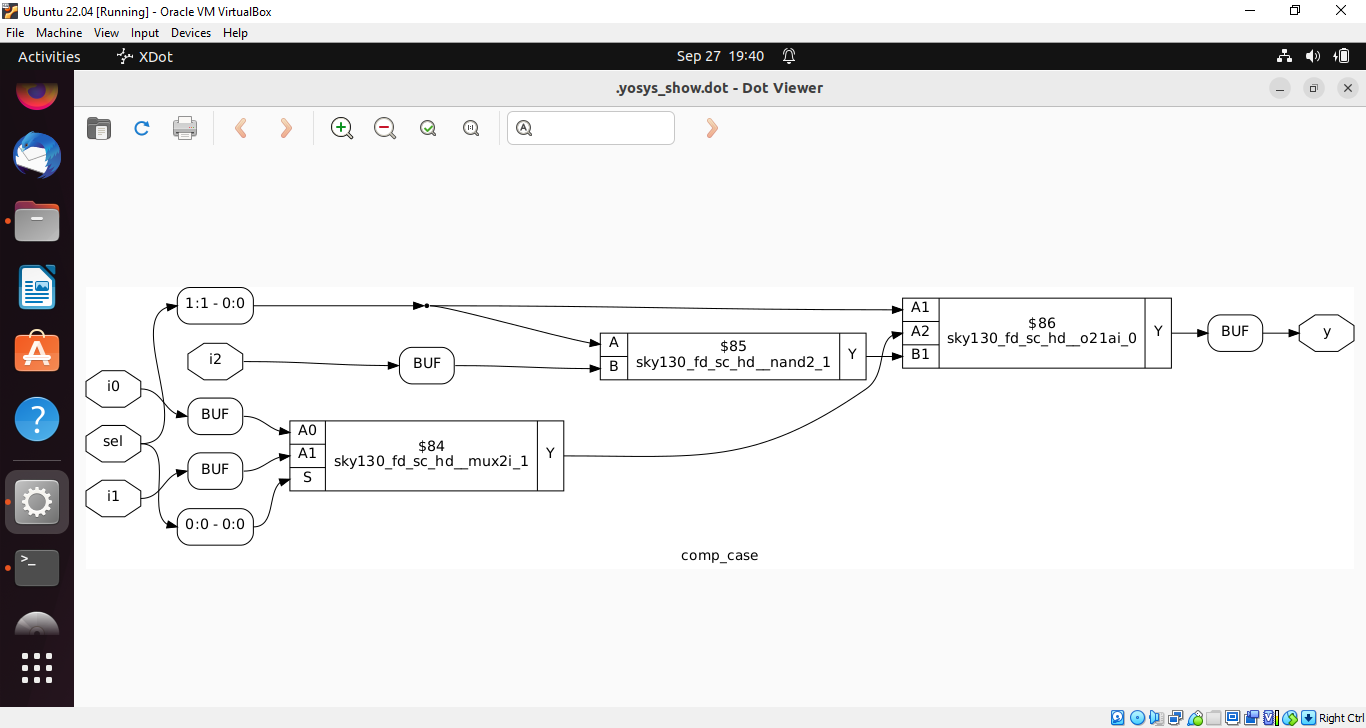 Ubuntu 22.04 [Running] - Oracle VM VirtualBox
File Machine View Input Devices Help
Activities XDot Sep 27 19:40
.yosys_show.dot - Dot Viewer
1:1 - 0:0
i2
BUF
i0
BUF
sel
BUF
i1
0:0 - 0:0
A0
A1
S
$84
sky130_fd_sc_hd__mux2i_1
Y
A
B
$85
sky130_fd_sc_hd__nand2_1
Y
A1
A2
B1
$86
sky130_fd_sc_hd__o21ai_0
Y
BUF
y
comp_case
Right Ctrl